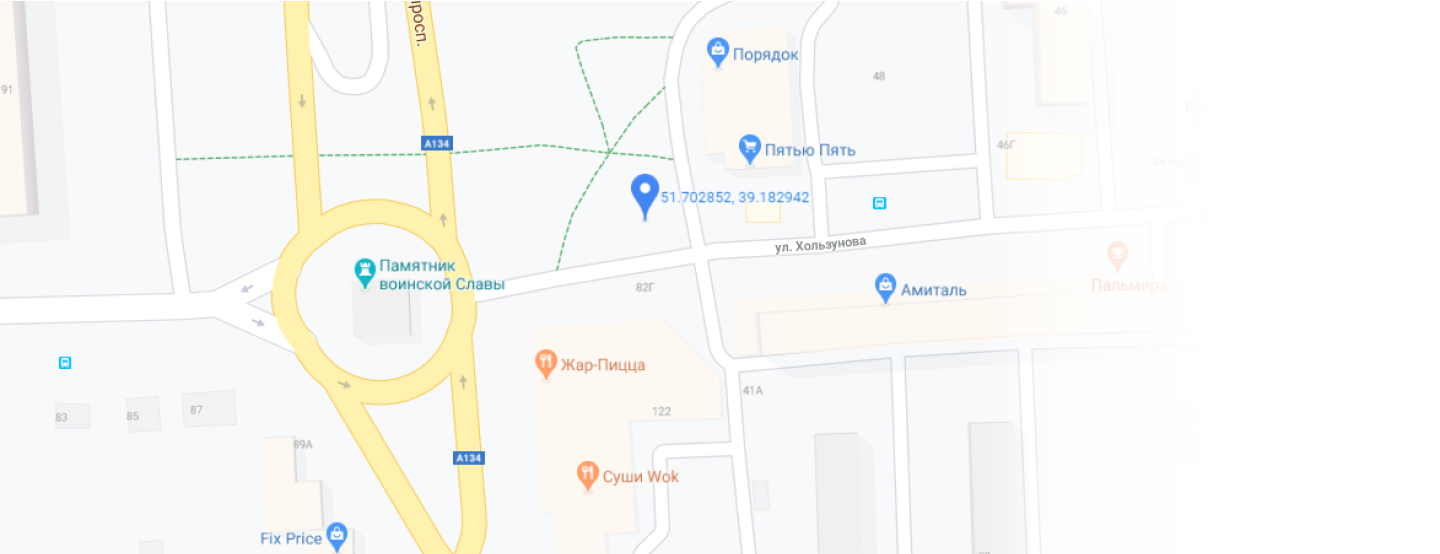 просп.
46
Порядок
48
91
A134
46Г
Пятью Пять
51.702852, 39.182942
ул. Хользунова
Памятник
воинской Славы
82Г
Амиталь
Пальмира
Жар-Пицца
41А
122
83
85
87
89А
A134
Суши Wok
Fix Price